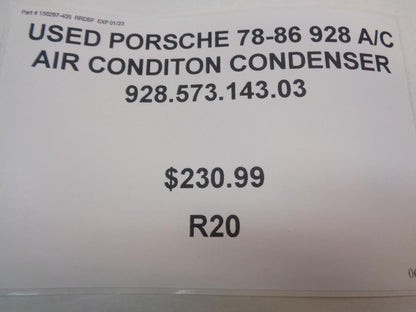 Part # 156297-435 RRDBF EXP 01/23
USED PORSCHE 78-86 928 A/C
AIR CONDITON CONDENSER
928.573.143.03
$230.99
R20